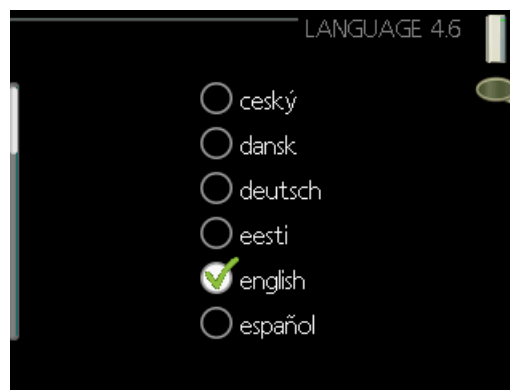 LANGUAGE 4.6
ceský
dansk
deutsch
eesti
english
español